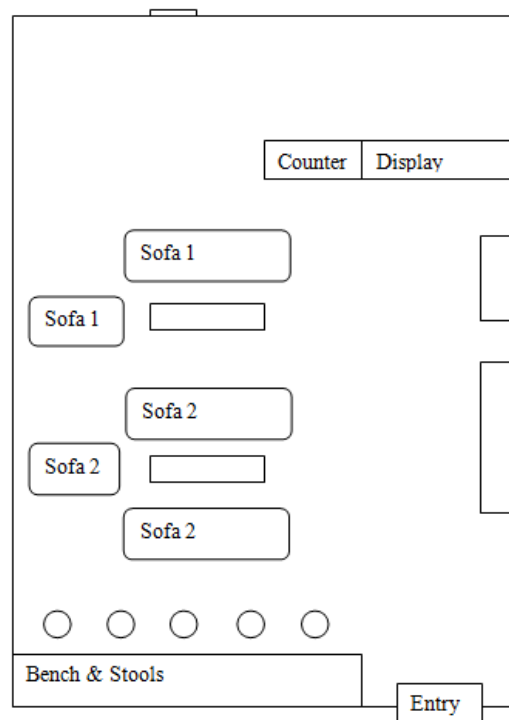 Counter
Display
Sofa 1
Sofa 1
Sofa 2
Sofa 2
Sofa 2
Bench & Stools
Entry